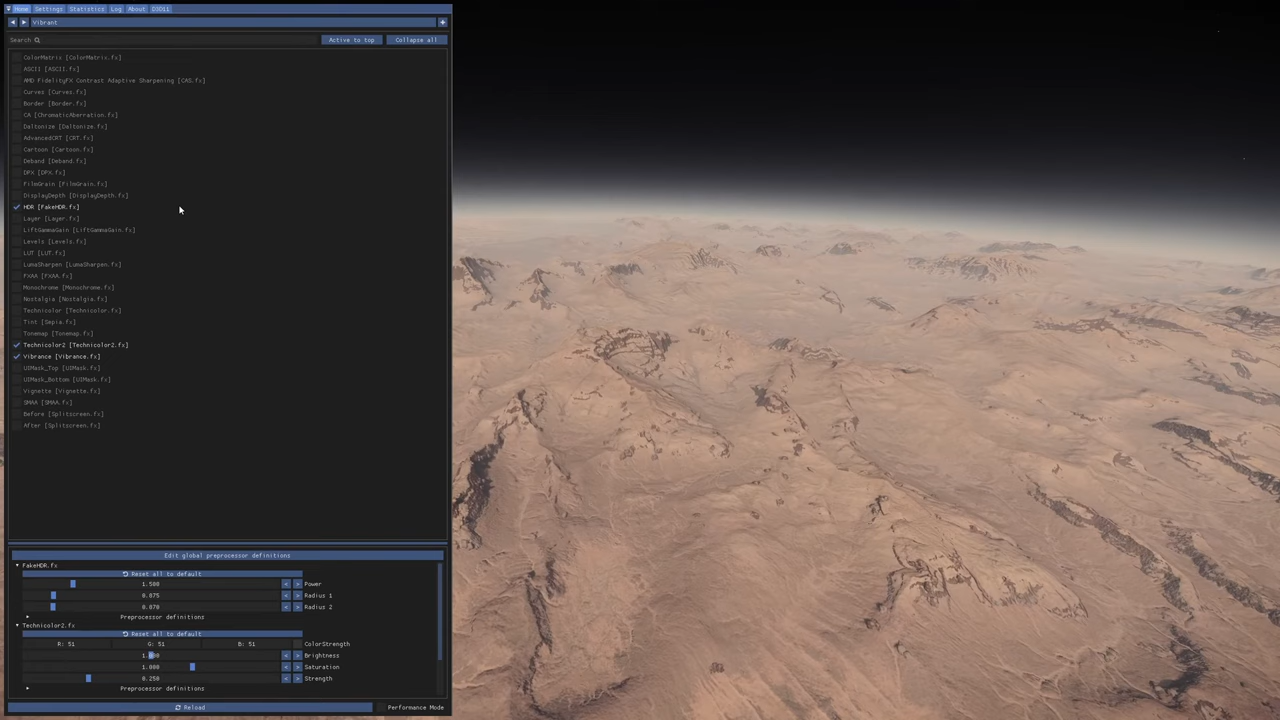 Home Settings Statistics Log About DSD11
Vibrant
Search Active to top Collapse all
ColorMatrix [ColorMatrix.fx]
ASCII [ASCII.fx]
AMD FidelityFX Contrast Adaptive Sharpening [CAS.fx]
Curves [Curves.fx]
Border [Border.fx]
CA [ChromaticAberration.fx]
Daltonize [Daltonize.fx]
AdvancedCRT [CRT.fx]
Cartoon [Cartoon.fx]
Deband [Deband.fx]
DPX [DPX.fx]
FilmGrain [FilmGrain.fx]
DisplayDepth [DisplayDepth.fx]
HDR [FakeHDR.fx]
Layer [Layer.fx]
LiftGammaGain [LiftGammaGain.fx]
Levels [Levels.fx]
LUT [LUT.fx]
LumaSharpen [LumaSharpen.fx]
FXAA [FXAA.fx]
Monochrome [Monochrome.fx]
Nostalgia [Nostalgia.fx]
Technicolor [Technicolor.fx]
Tint [Sepia.fx]
Tonemap [Tonemap.fx]
Technicolor2 [Technicolor2.fx]
Vibrance [Vibrance.fx]
UIMask_Top [UIMask.fx]
UIMask_Bottom [UIMask.fx]
Vignette [Vignette.fx]
SMAA [SMAA.fx]
Before [Splitscreen.fx]
After [Splitscreen.fx]
Edit global preprocessor definitions
FakeHDR.fx
Reset all to default
1.500 < > Power
0.075 < > Radius 1
0.070 < > Radius 2
Preprocessor definitions
Technicolor2.fx
Reset all to default
R: 51 G: 51 B: 51 ColorStrength
< > Brightness
1.000 < > Saturation
0.250 < > Strength
Preprocessor definitions
Reload Performance Mode